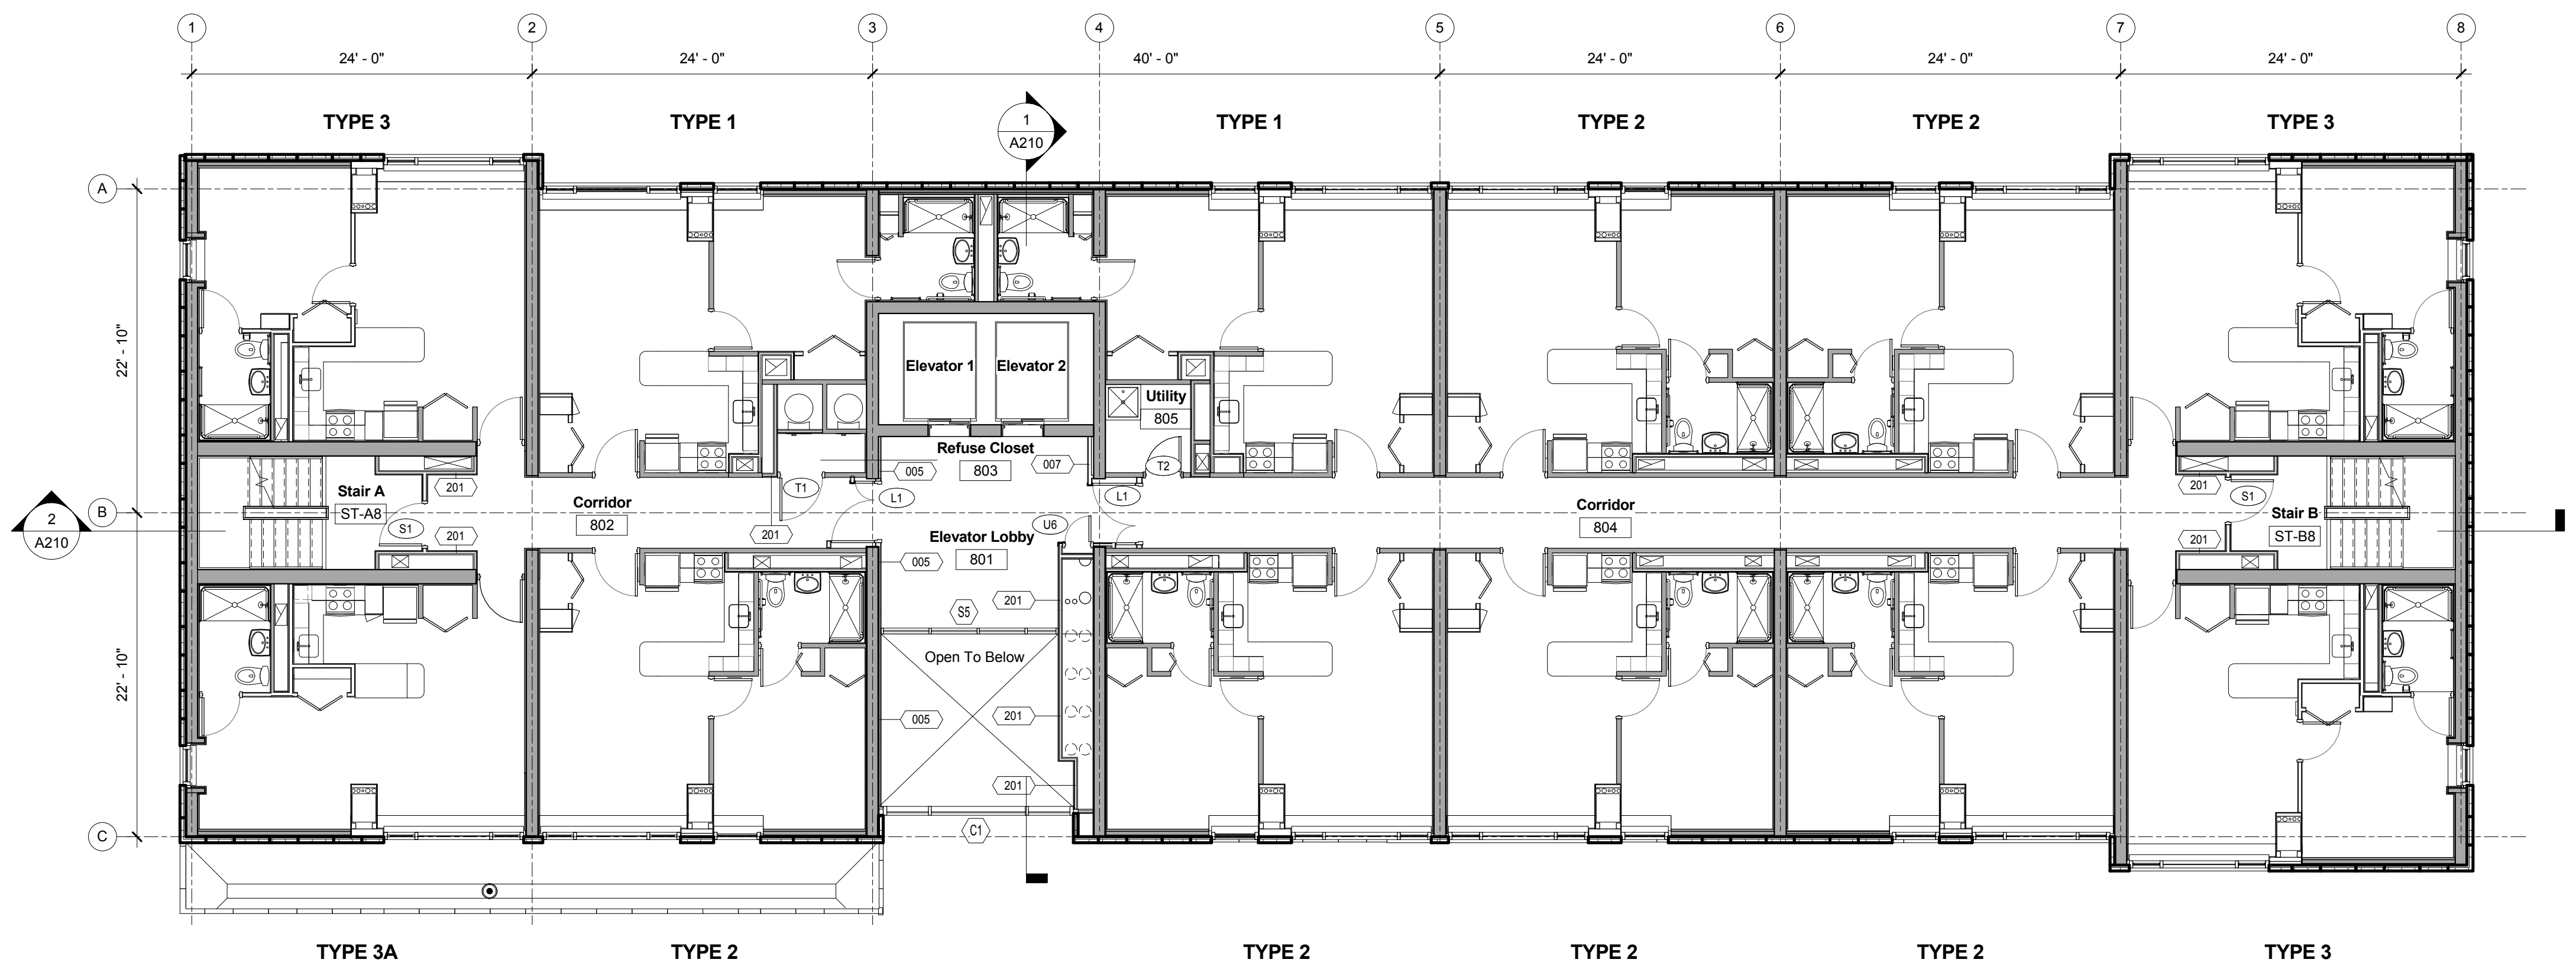 1 2 3 4 5 6 7 8
24' - 0" 24' - 0" 40' - 0" 24' - 0" 24' - 0" 24' - 0"
TYPE 3 TYPE 1 TYPE 1 TYPE 2 TYPE 2 TYPE 3
1
A210
A
22' - 10"
Elevator 1 Elevator 2
Utility
805
Refuse Closet
803
005 007 T2
201 T1 L1 L1 201
Stair A
ST-A8
S1
201
Corridor
802
201
B
2
A210
U6
Elevator Lobby
801
005
Corridor
804
S1
Stair B
ST-B8
201
S5
201
22' - 10"
Open To Below
005
201
201
C
C1
TYPE 3A TYPE 2 TYPE 2 TYPE 2 TYPE 2 TYPE 3